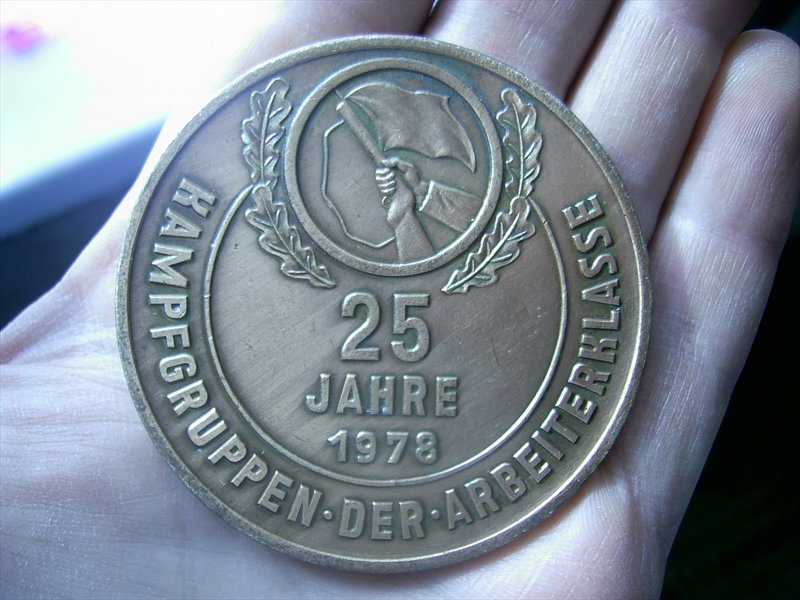 25
JAHRE
1978
KAMPFGRUPPEN · DER · ARBEITERKLASSE